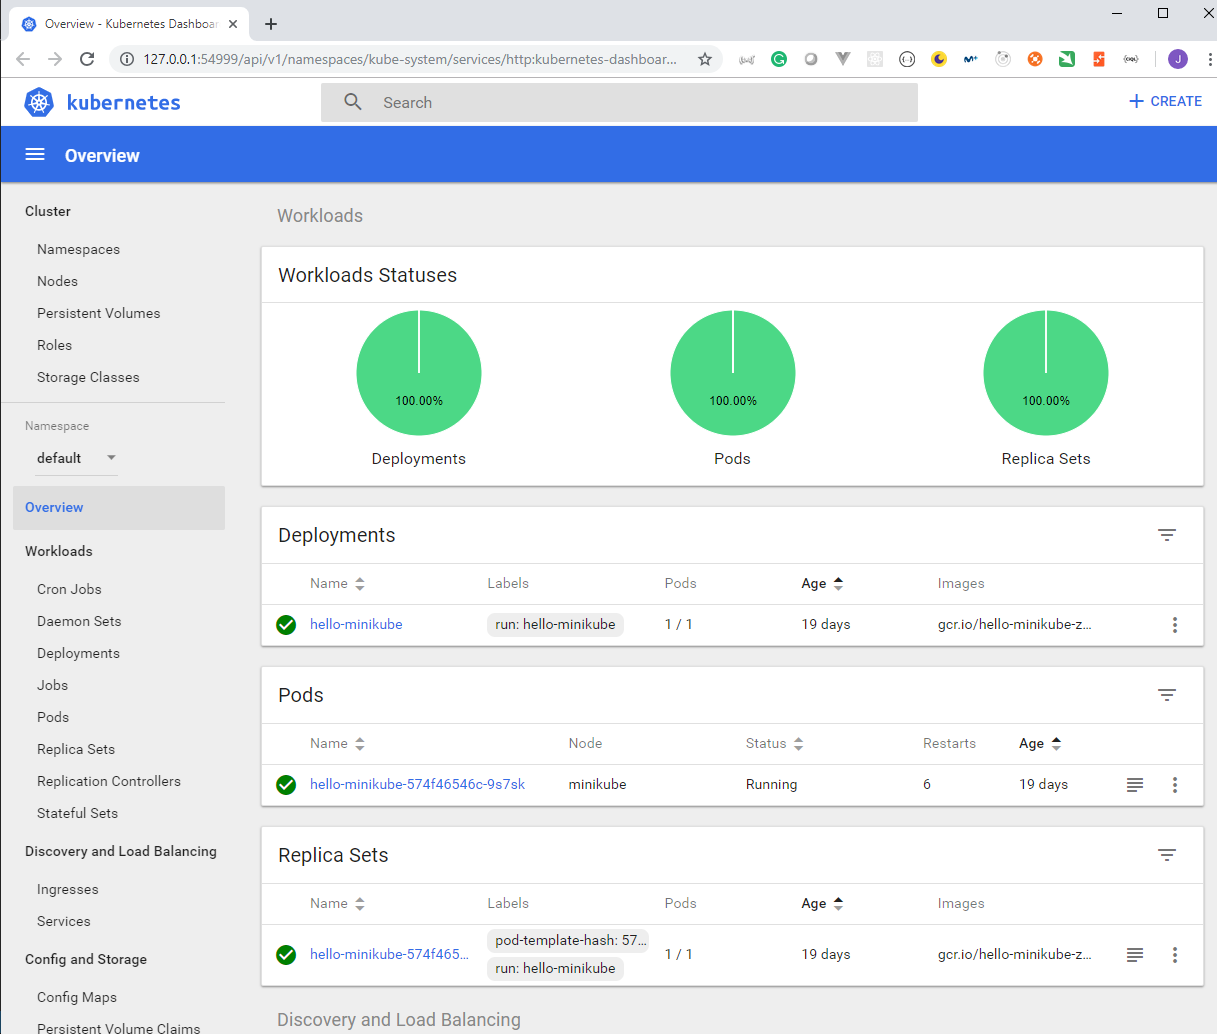 Overview - Kubernetes Dashboar
127.0.0.1:54999/api/v1/namespaces/kube-system/services/http:kubernetes-dashboar...
J
kubernetes
Search
+ CREATE
Overview
Cluster
Namespaces
Nodes
Persistent Volumes
Roles
Storage Classes
Namespace
default
Overview
Workloads
Cron Jobs
Daemon Sets
Deployments
Jobs
Pods
Replica Sets
Replication Controllers
Stateful Sets
Discovery and Load Balancing
Ingresses
Services
Config and Storage
Config Maps
Persistent Volume Claims
Workloads
Workloads Statuses
100.00% 100.00% 100.00%
Deployments Pods Replica Sets
Deployments
Name Labels Pods Age Images
hello-minikube run: hello-minikube 1 / 1 19 days gcr.io/hello-minikube-z...
Pods
Name Node Status Restarts Age
hello-minikube-574f46546c-9s7sk minikube Running 6 19 days
Replica Sets
Name Labels Pods Age Images
pod-template-hash: 57...
hello-minikube-574f465... 1 / 1 19 days gcr.io/hello-minikube-z...
run: hello-minikube
Discovery and Load Balancing